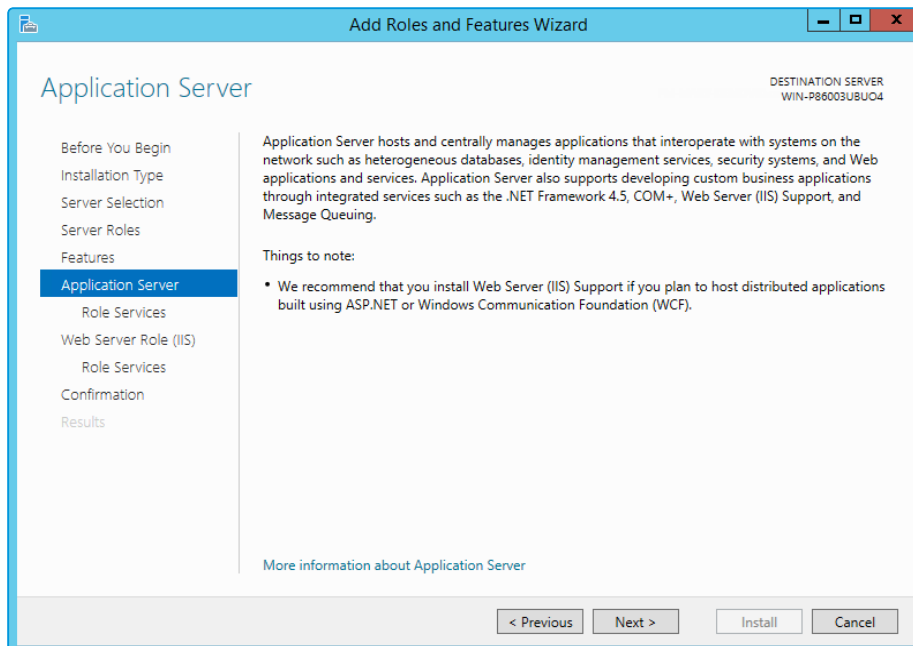 Add Roles and Features Wizard
Application Server
DESTINATION SERVER
WIN-P86003UBUO4
Before You Begin
Installation Type
Server Selection
Server Roles
Features
Application Server
Role Services
Web Server Role (IIS)
Role Services
Confirmation
Results
Application Server hosts and centrally manages applications that interoperate with systems on the
network such as heterogeneous databases, identity management services, security systems, and Web
applications and services. Application Server also supports developing custom business applications
through integrated services such as the .NET Framework 4.5, COM+, Web Server (IIS) Support, and
Message Queuing.
Things to note:
• We recommend that you install Web Server (IIS) Support if you plan to host distributed applications
built using ASP.NET or Windows Communication Foundation (WCF).
More information about Application Server
< Previous
Next >
Install
Cancel